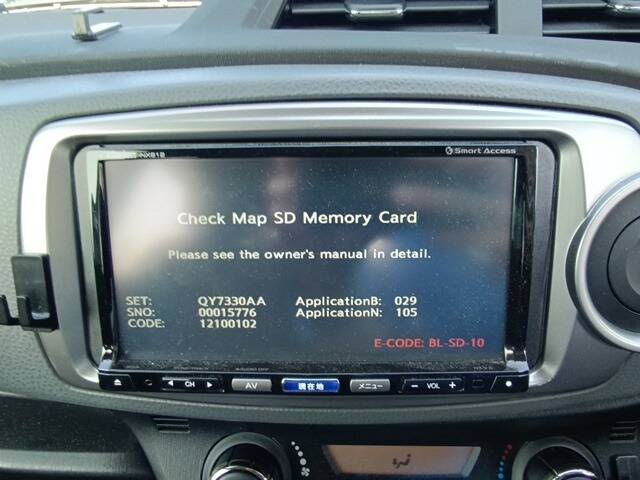 NX812
Smart Access
Check Map SD Memory Card
Please see the owner's manual in detail.
SET: QY7330AA ApplicationB: 029
SNO: 00015776 ApplicationN: 105
CODE: 12100102
E-CODE: BL-SD-10
CH AV 現在地 メニュー − VOL +